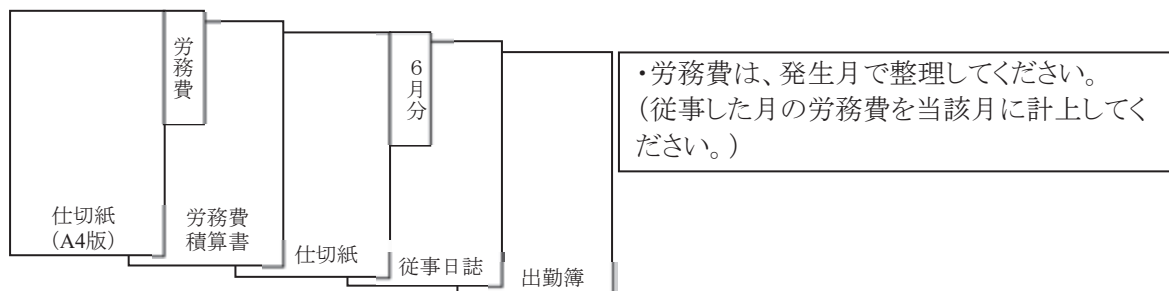 労務費
6月分
・労務費は、発生月で整理してください。
(従事した月の労務費を当該月に計上してく
ださい。)
仕切紙
(A4版)
労務費
積算書
仕切紙
従事日誌
出勤簿